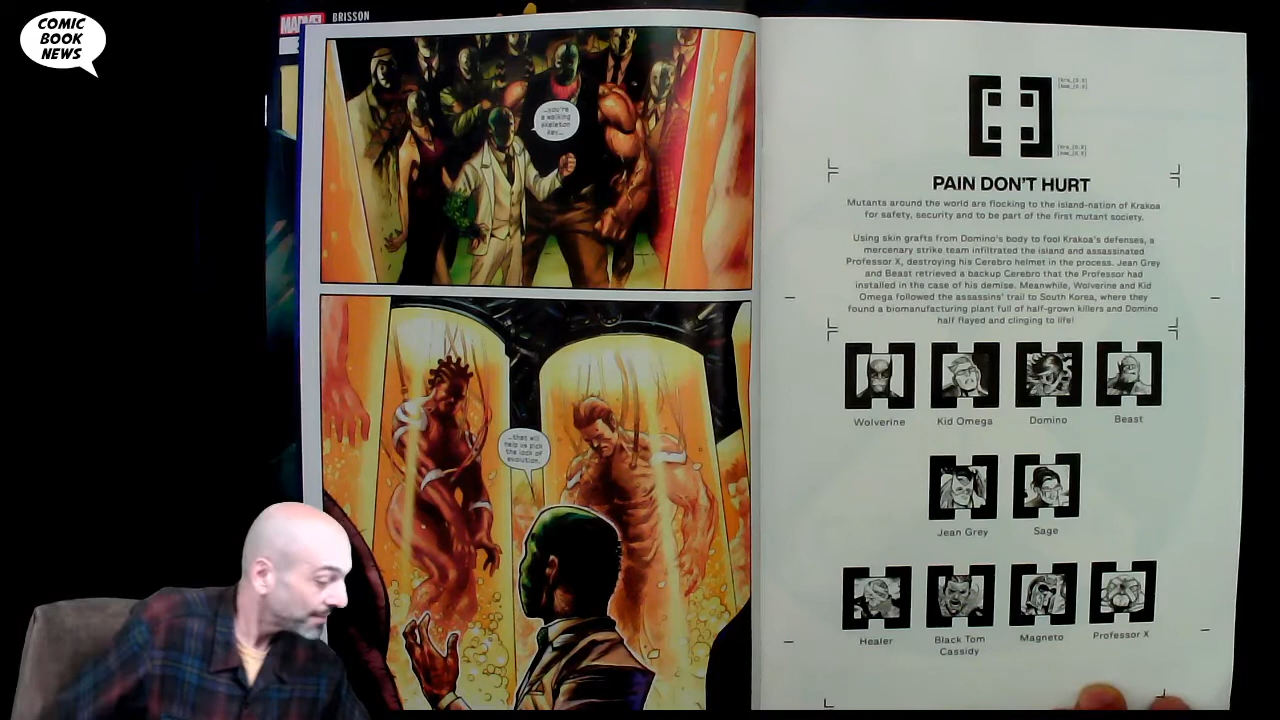 COMIC
BOOK
NEWS
MARVEL
BRISSON
...you're
a walking
skeleton
key...
...that will
help us pick
the lock of
evolution.
PAIN DON'T HURT
Mutants around the world are flocking to the island-nation of Krakoa
for safety, security and to be part of the first mutant society.
Using skin grafts from Domino's body to fool Krakoa's defenses, a
mercenary strike team infiltrated the island and assassinated
Professor X, destroying his Cerebro helmet in the process. Jean Grey
and Beast retrieved a backup Cerebro that the Professor had
installed in the case of his demise. Meanwhile, Wolverine and Kid
Omega followed the assassins' trail to South Korea, where they
found a biomanufacturing plant full of half-grown killers and Domino
half flayed and clinging to life!
Wolverine
Kid Omega
Domino
Beast
Jean Grey
Sage
Healer
Black Tom
Cassidy
Magneto
Professor X